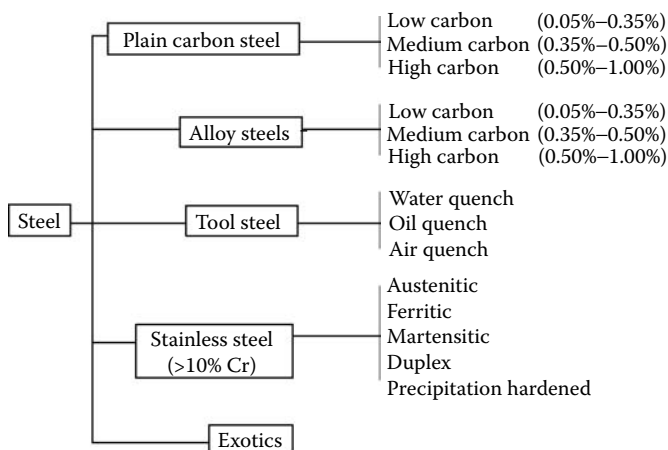 Steel
Plain carbon steel
Low carbon (0.05%–0.35%)
Medium carbon (0.35%–0.50%)
High carbon (0.50%–1.00%)
Alloy steels
Low carbon (0.05%–0.35%)
Medium carbon (0.35%–0.50%)
High carbon (0.50%–1.00%)
Tool steel
Water quench
Oil quench
Air quench
Stainless steel
(>10% Cr)
Austenitic
Ferritic
Martensitic
Duplex
Precipitation hardened
Exotics